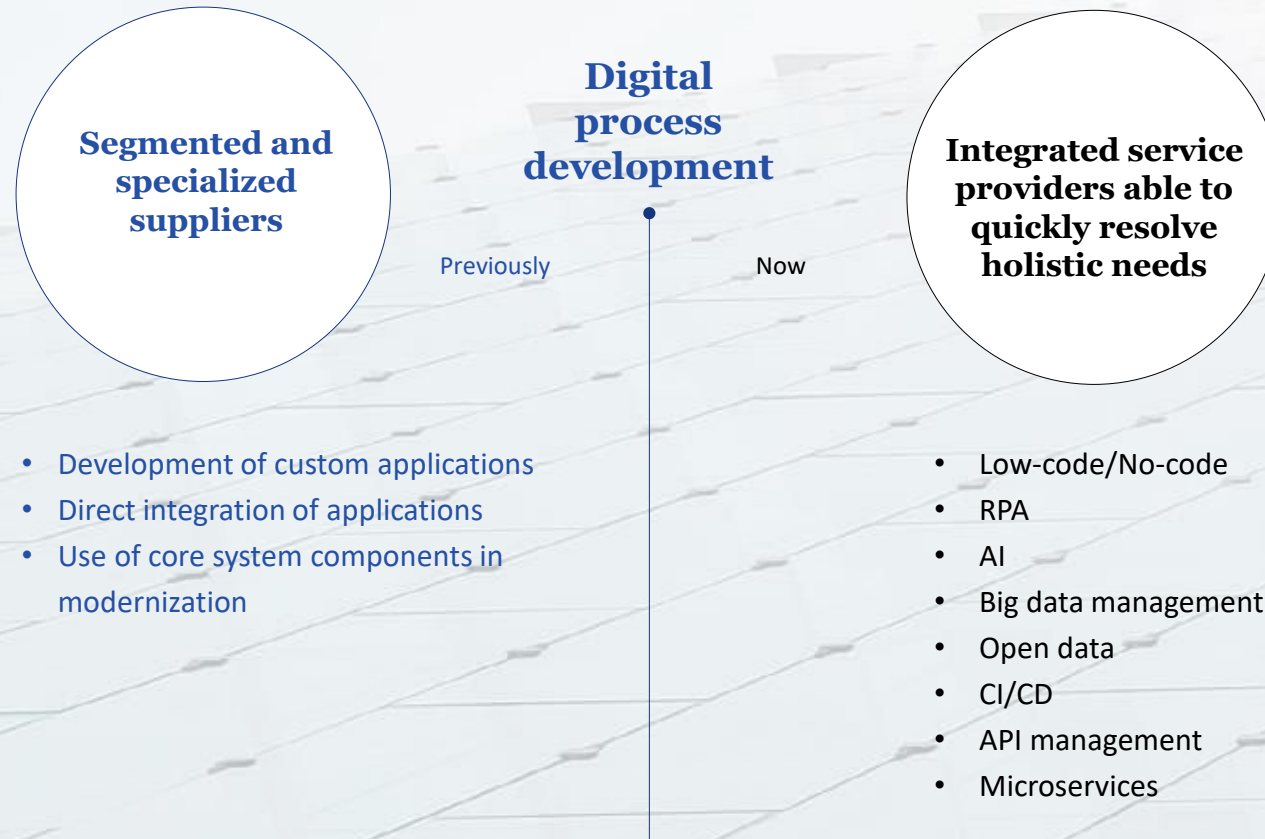 Segmented and
specialized
suppliers
Digital
process
development
Integrated service
providers able to
quickly resolve
holistic needs
Previously
Now
• Development of custom applications
• Direct integration of applications
• Use of core system components in
modernization
• Low-code/No-code
• RPA
• AI
• Big data management
• Open data
• CI/CD
• API management
• Microservices